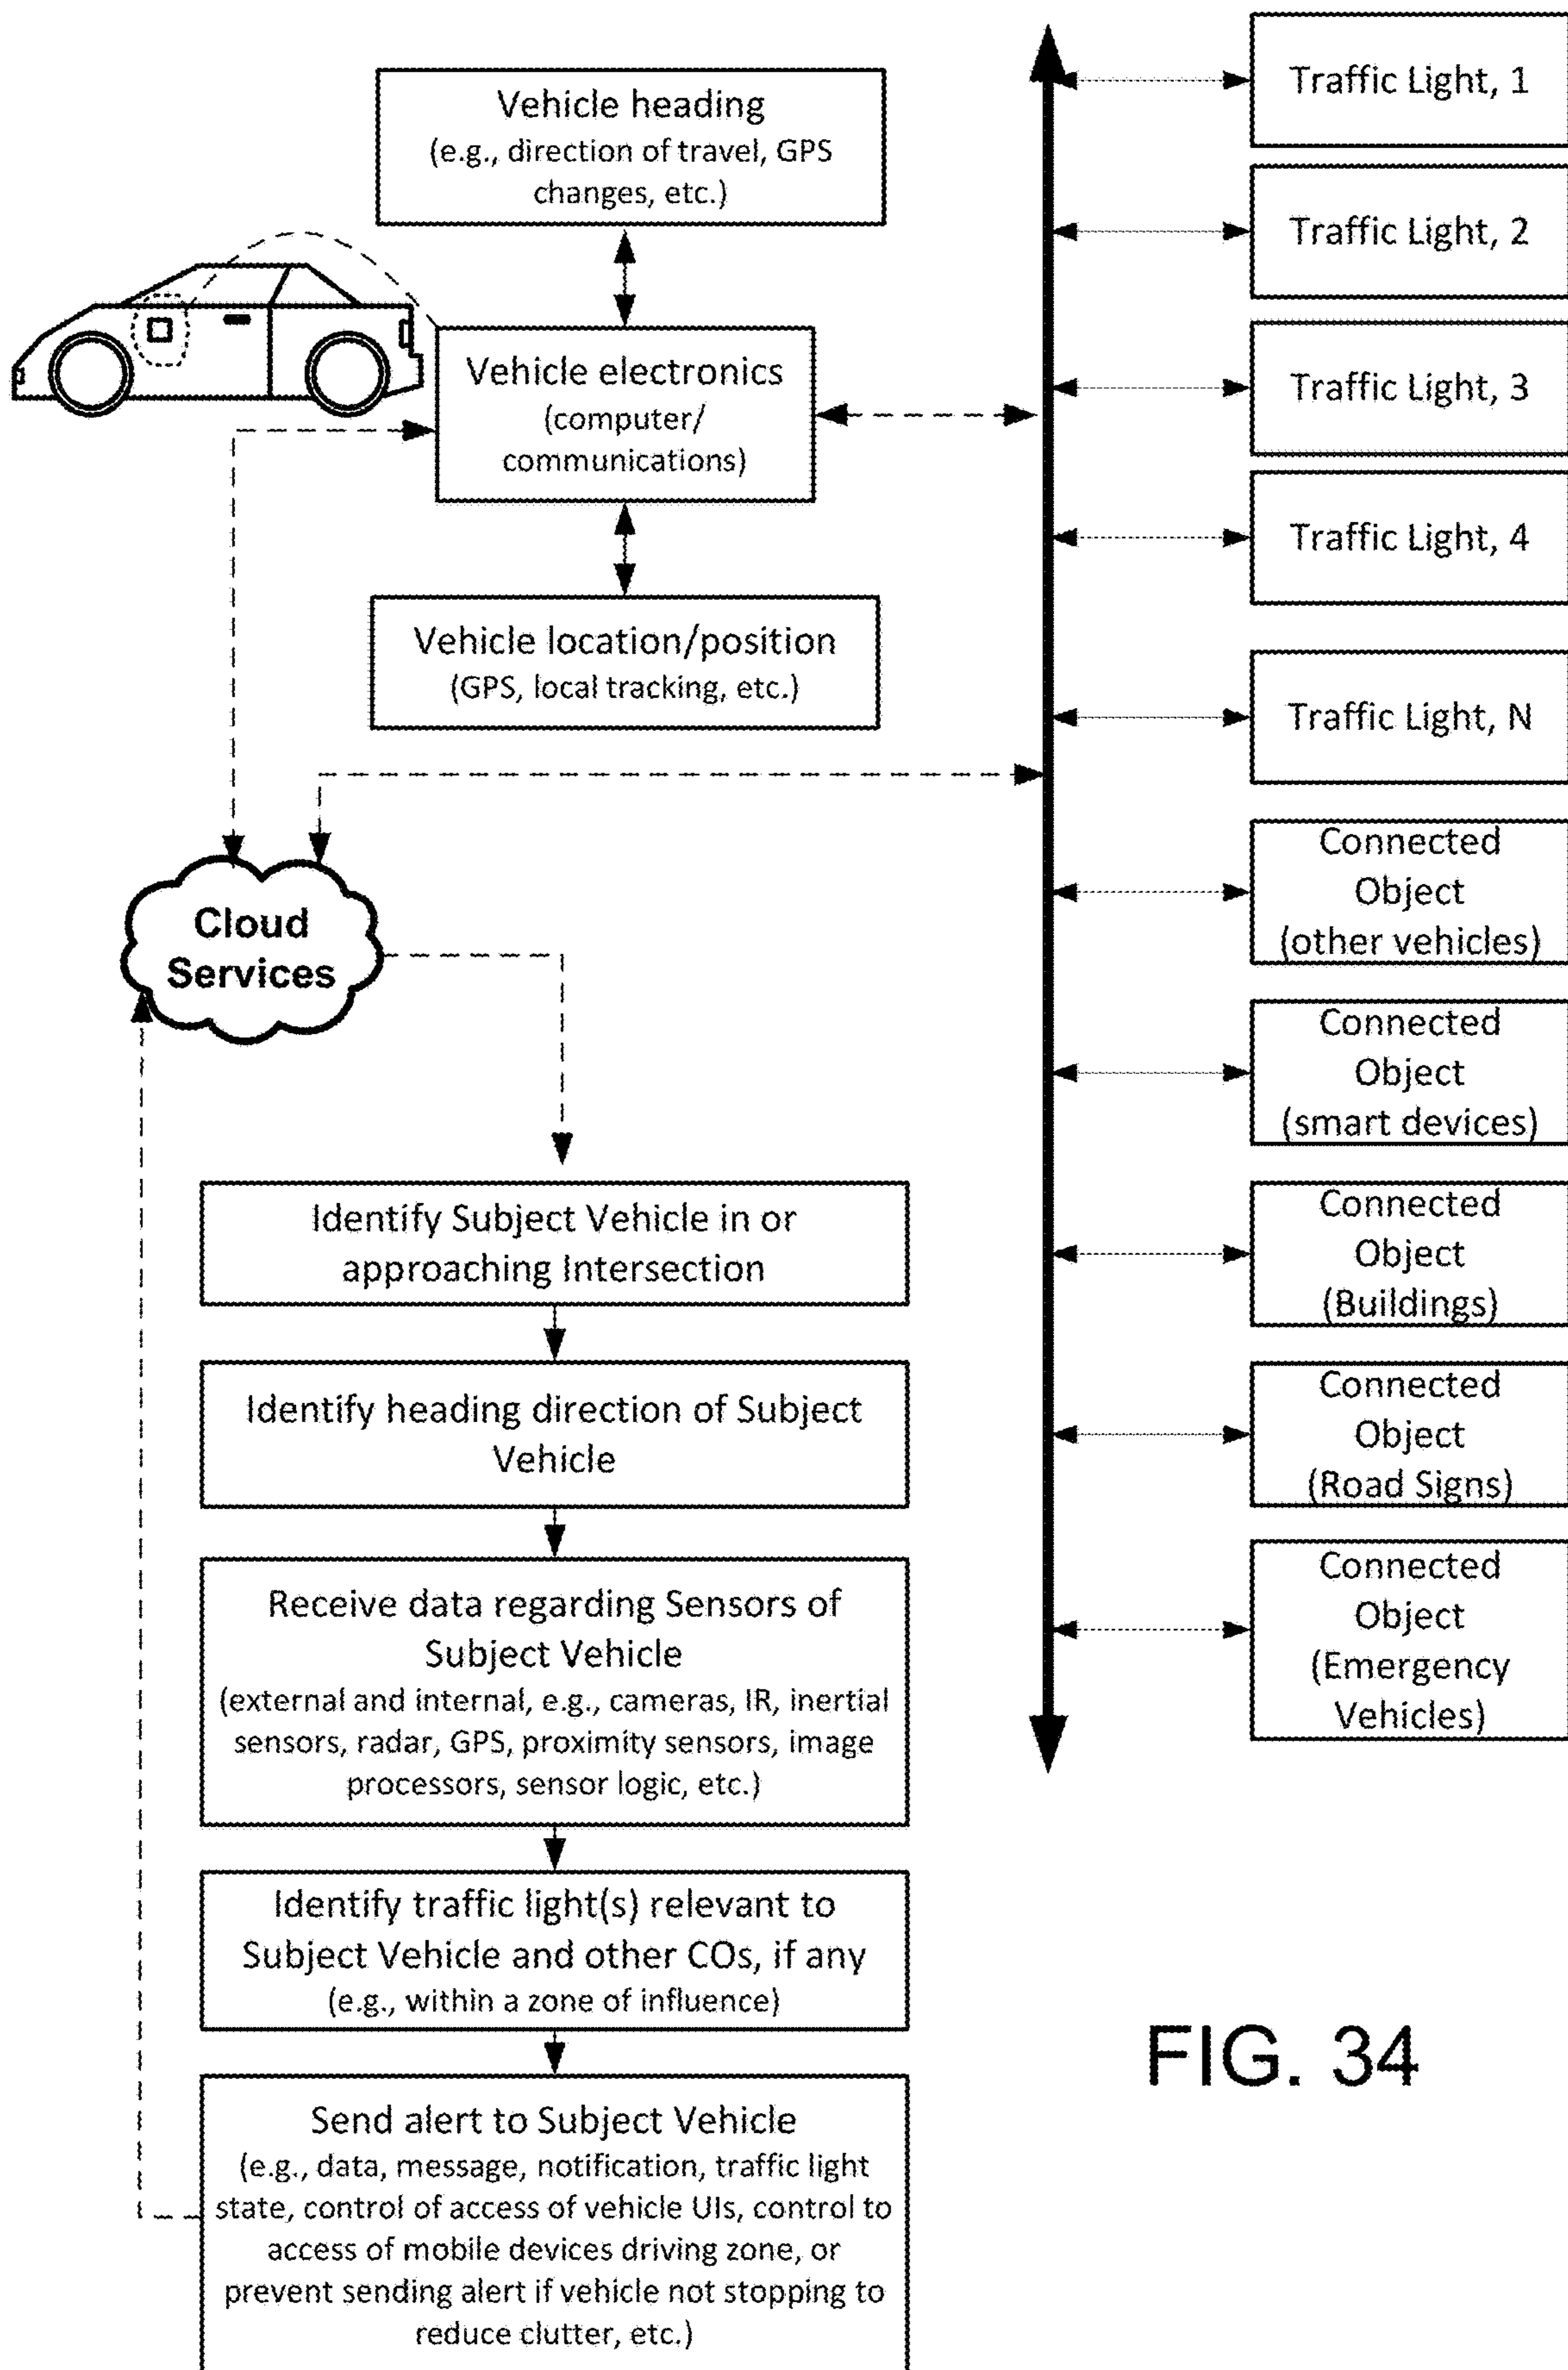 Vehicle heading
(e.g., direction of travel, GPS
changes, etc.)
Vehicle electronics
(computer/
communications)
Vehicle location/position
(GPS, local tracking, etc.)
Cloud
Services
Identify Subject Vehicle in or
approaching Intersection
Identify heading direction of Subject
Vehicle
Receive data regarding Sensors of
Subject Vehicle
(external and internal, e.g., cameras, IR, inertial
sensors, radar, GPS, proximity sensors, image
processors, sensor logic, etc.)
Identify traffic light(s) relevant to
Subject Vehicle and other COs, if any
(e.g., within a zone of influence)
Send alert to Subject Vehicle
(e.g., data, message, notification, traffic light
state, control of access of vehicle UIs, control to
access of mobile devices driving zone, or
prevent sending alert if vehicle not stopping to
reduce clutter, etc.)
Traffic Light, 1
Traffic Light, 2
Traffic Light, 3
Traffic Light, 4
Traffic Light, N
Connected
Object
(other vehicles)
Connected
Object
(smart devices)
Connected
Object
(Buildings)
Connected
Object
(Road Signs)
Connected
Object
(Emergency
Vehicles)
FIG. 34